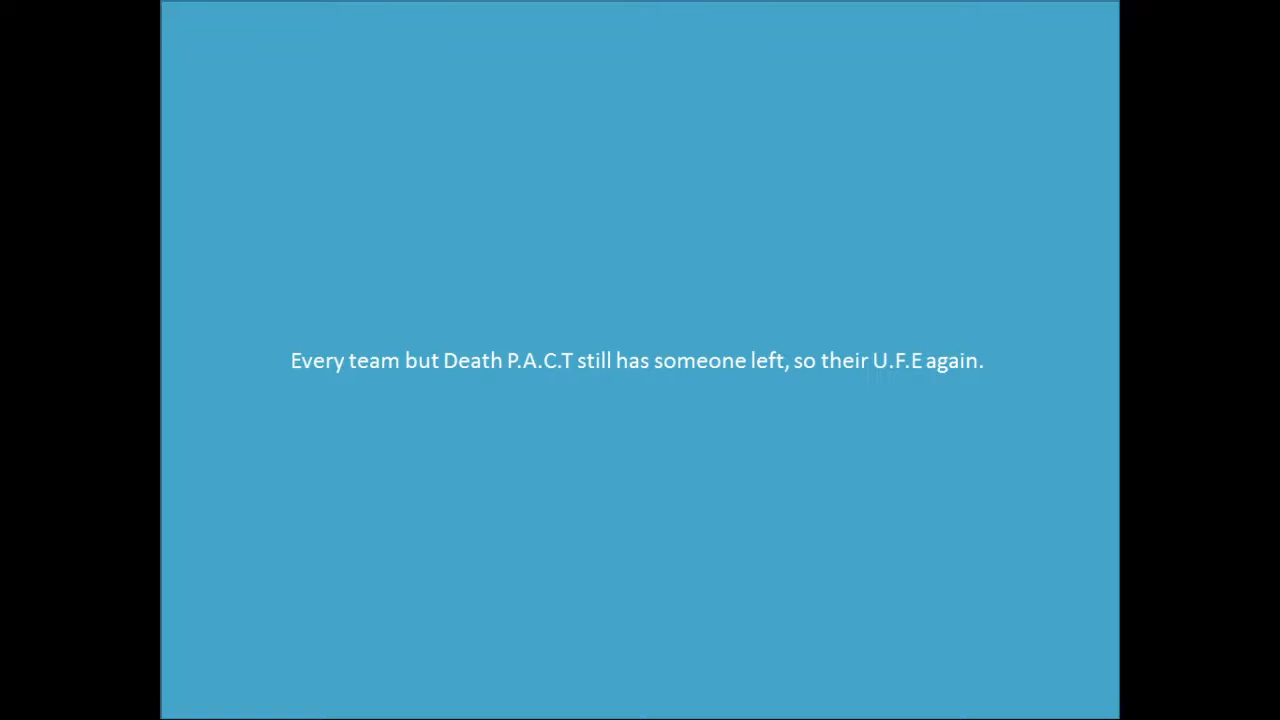 Every team but Death P.A.C.T still has someone left, so their U.F.E again.